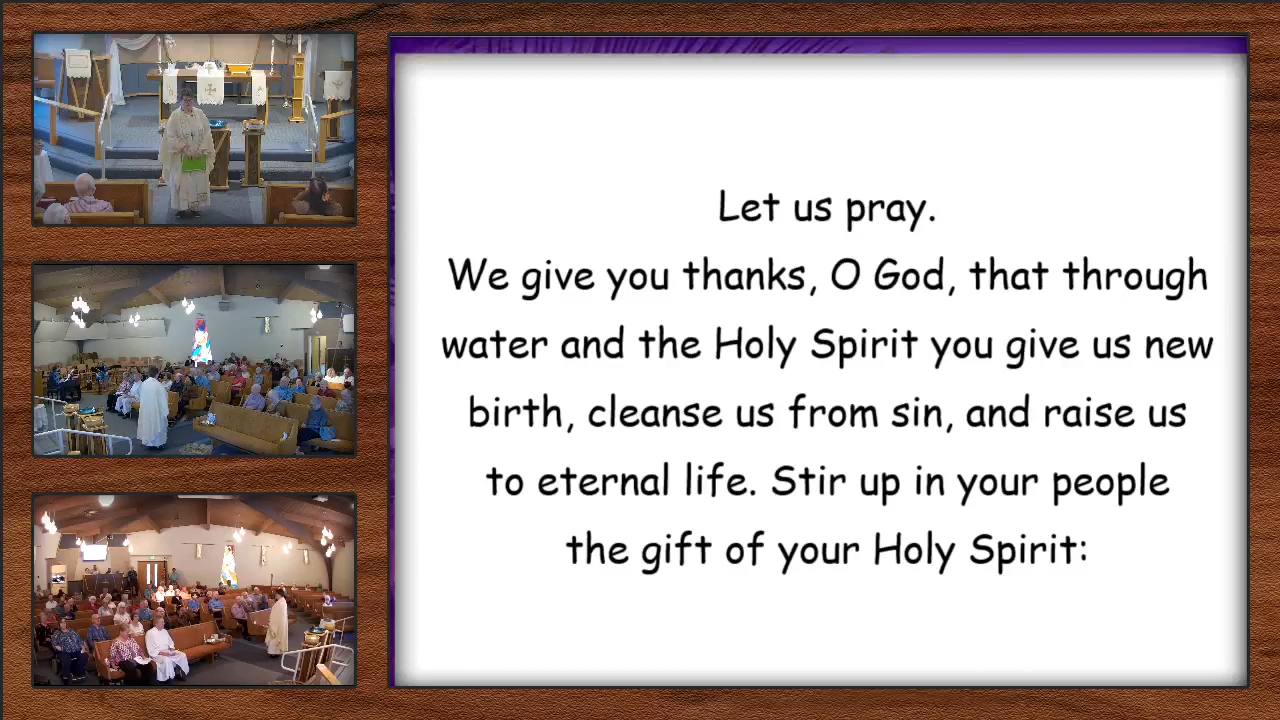 Let us pray.
We give you thanks, O God, that through
water and the Holy Spirit you give us new
birth, cleanse us from sin, and raise us
to eternal life. Stir up in your people
the gift of your Holy Spirit: